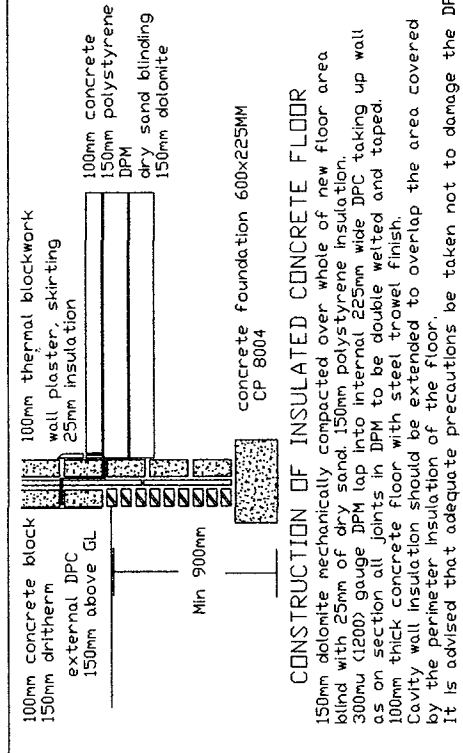 100mm concrete block
150mm dritherm
external DPC
150mm above GL
100mm thermal blockwork
wall plaster, skirting
25mm insulation
100mm concrete
150mm polystyrene
DPM
dry sand blinding
150mm dolomite
Min 900mm
concrete foundation 600x225MM
CP 8004
CONSTRUCTION OF INSULATED CONCRETE FLOOR
150mm dolomite mechanically compacted over whole of new floor area
blind with 25mm of dry sand. 150mm polystyrene insulation.
300mu (1200) gauge DPM lap into internal 225mm wide DPC taking up wall
as on section all joints in DPM to be double welted and taped.
100mm thick concrete floor with steel trowel finish.
Cavity wall insulation should be extended to overlap the area covered
by the perimeter insulation of the floor.
It is advised that adequate precautions be taken not to damage the